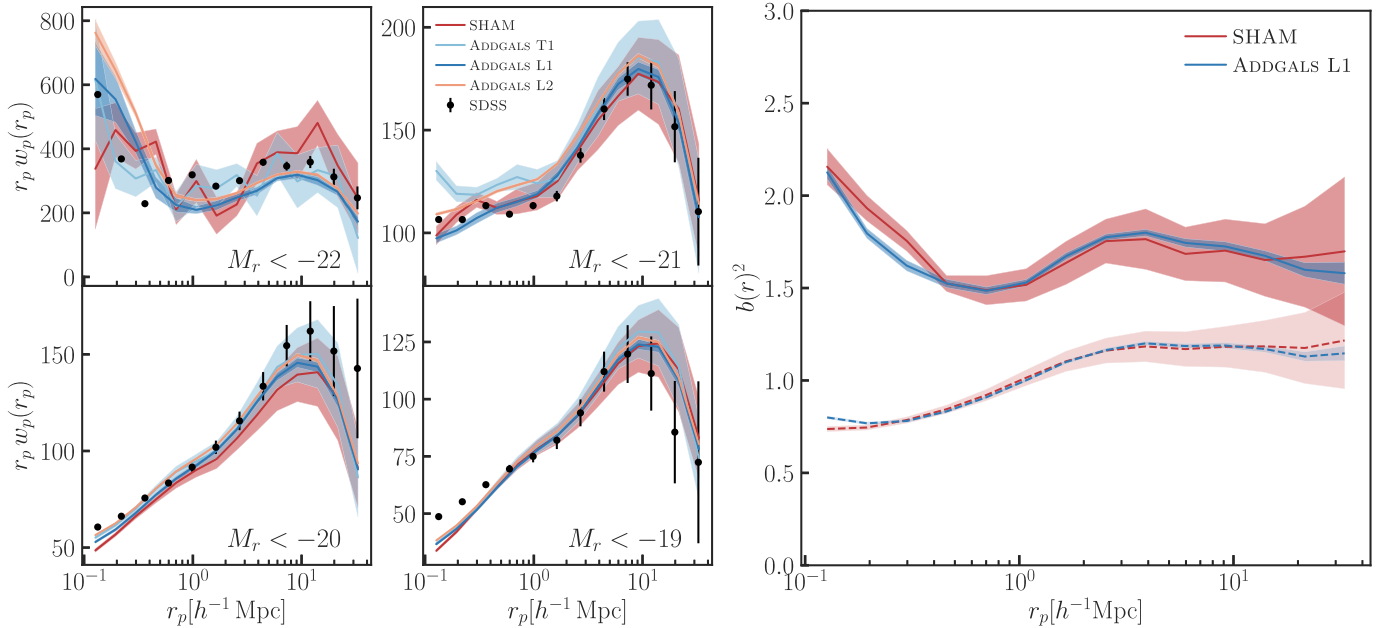 800
600
400
200
0
r_p w_p(r_p)
M_r < −22
200
150
100
SHAM
ADDGALS T1
ADDGALS L1
ADDGALS L2
SDSS
M_r < −21
150
100
50
r_p w_p(r_p)
M_r < −20
10^{-1} 10^0 10^1
r_p[h^{-1} Mpc]
125
100
75
50
M_r < −19
10^{-1} 10^0 10^1
r_p[h^{-1} Mpc]
3.0
2.5
2.0
1.5
1.0
0.5
0.0
b(r)^2
SHAM
ADDGALS L1
10^{-1} 10^0 10^1
r_p[h^{-1}Mpc]